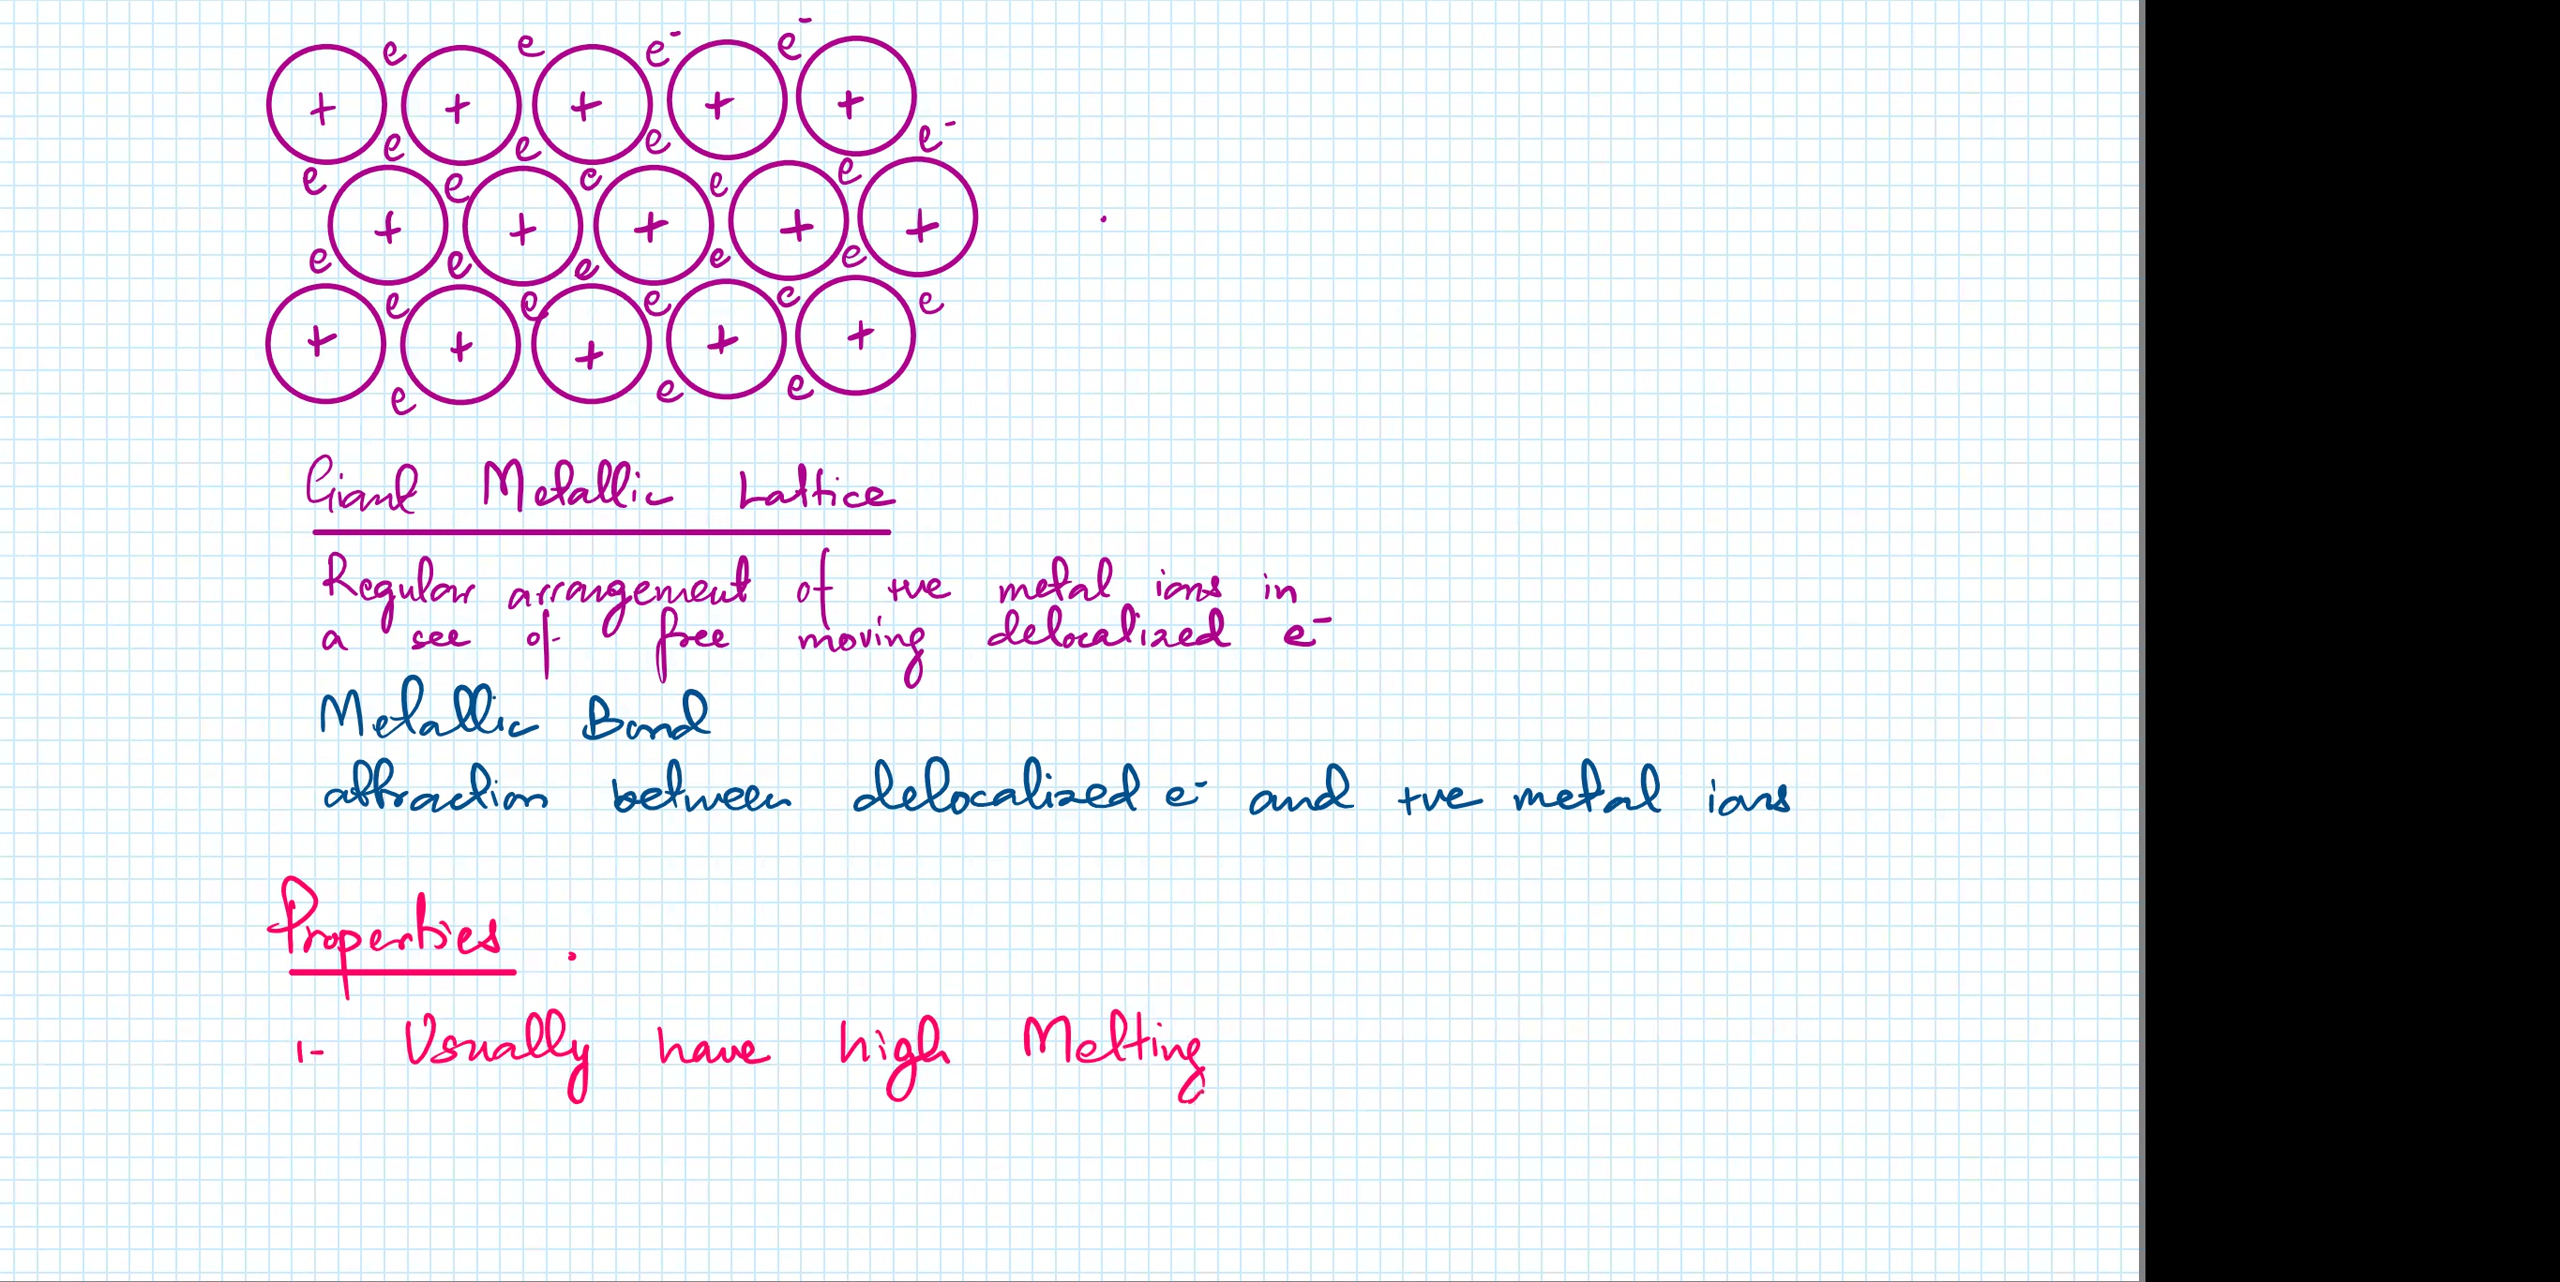 e e e- e-
+ + + + +
e e e e-
e e e e e
+ + + + +
e e e e e
e e e e e
+ + + + +
e e e
Giant Metallic Lattice
Regular arrangement of +ve metal ions in
a see of free moving delocalized e-
Metallic Bond
attraction between delocalized e- and +ve metal ions
Properties .
1- Usually have high Melting